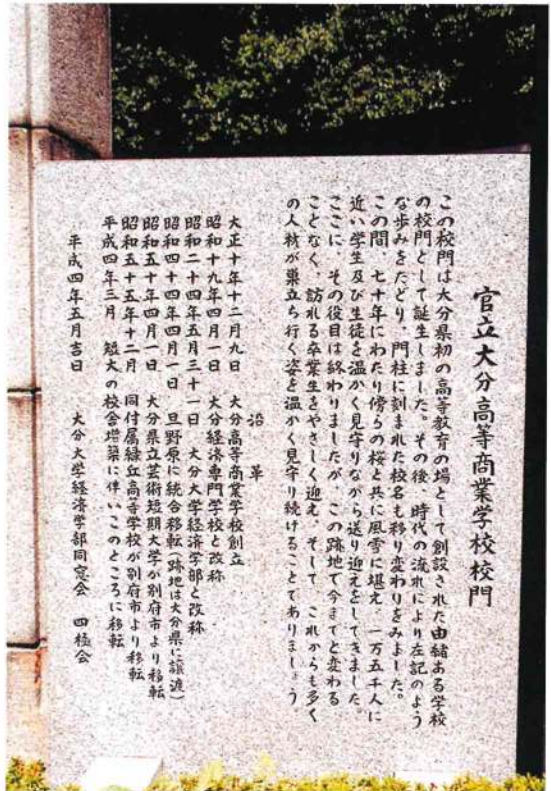 官立大分高等商業学校校門
この校門は大分県初の高等教育の場として創設された由緒ある学校
の校門として誕生しました。その後、時代の流れにより左記のよう
な歩みをたどり、門柱に刻まれた校名も移り変わりをみました。
この間、七十年にわたり傍らの桜と共に風雪に堪え、一万五千人に
近い学生及び生徒を温かく見守りながら送り迎えをしてきました。
ここに、その役目は終わりましたが、この跡地で今までと変わる
ことなく、訪れる卒業生をやさしく迎え、そして、これからも多く
の人材が巣立ち行く姿を温かく見守り続けることでありましょう
沿革
大正十年十二月九日 大分高等商業学校創立
昭和十九年四月一日 大分経済専門学校と改称
昭和二十四年五月三十一日 大分大学経済学部と改称
昭和四十四年四月一日 旦野原に統合移転(跡地は大分県に譲渡)
昭和五十年四月一日 大分県立芸術短期大学が別府市より移転
昭和五十五年十二月 同付属緑丘高等学校が別府市より移転
平成四年三月 短大の校舎増築に伴いこのところに移転
平成四年五月吉日 大分大学経済学部同窓会 四極会